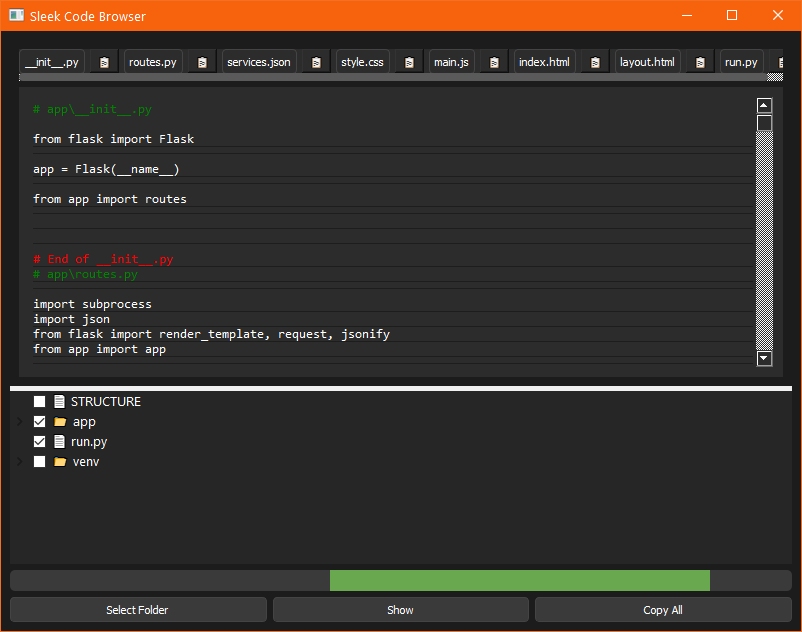 Sleek Code Browser
__init__.py routes.py services.json style.css main.js index.html layout.html run.py
# app\__init__.py
from flask import Flask
app = Flask(__name__)
from app import routes
# End of __init__.py
# app\routes.py
import subprocess
import json
from flask import render_template, request, jsonify
from app import app
STRUCTURE
app
run.py
venv
Select Folder Show Copy All